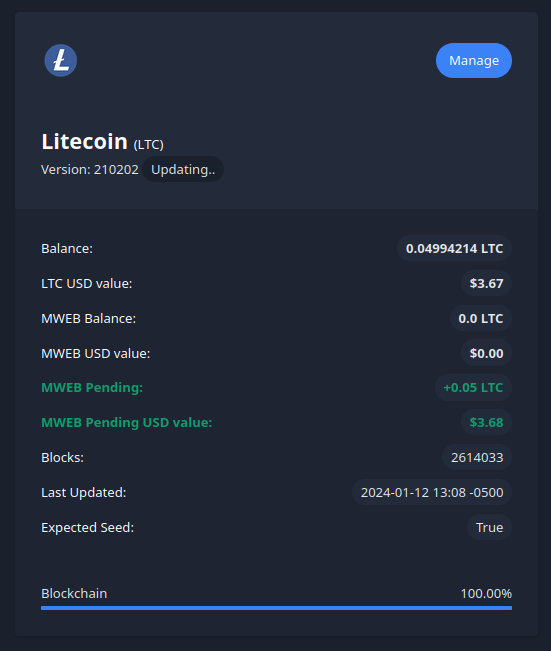 Manage
Litecoin (LTC)
Version: 210202 Updating..
Balance: 0.04994214 LTC
LTC USD value: $3.67
MWEB Balance: 0.0 LTC
MWEB USD value: $0.00
MWEB Pending: +0.05 LTC
MWEB Pending USD value: $3.68
Blocks: 2614033
Last Updated: 2024-01-12 13:08 -0500
Expected Seed: True
Blockchain 100.00%